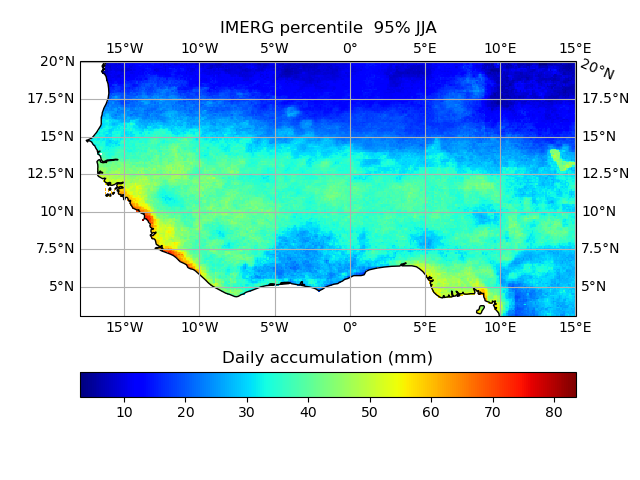 IMERG percentile  95% JJA
15°W 10°W 5°W 0° 5°E 10°E 15°E
20°N 20°N
17.5°N 17.5°N
15°N 15°N
12.5°N 12.5°N
10°N 10°N
7.5°N 7.5°N
5°N 5°N
15°W 10°W 5°W 0° 5°E 10°E 15°E
Daily accumulation (mm)
10 20 30 40 50 60 70 80